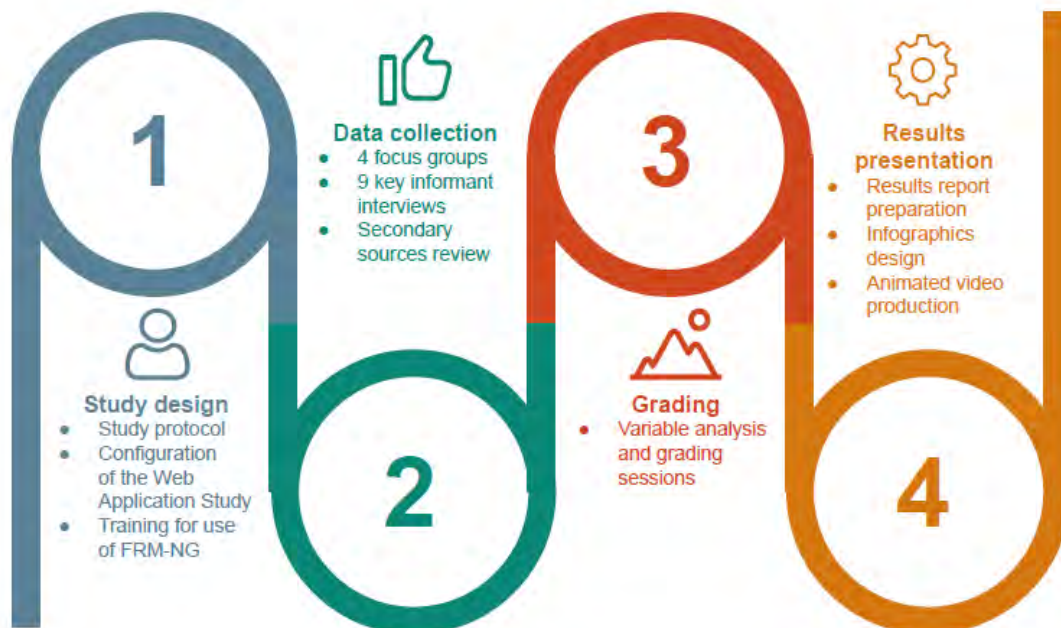 1
Study design
• Study protocol
• Configuration
of the Web
Application Study
• Training for use
of FRM-NG
Data collection
• 4 focus groups
• 9 key informant
interviews
• Secondary
sources review
2
3
Grading
• Variable analysis
and grading
sessions
Results
presentation
• Results report
preparation
• Infographics
design
• Animated video
production
4